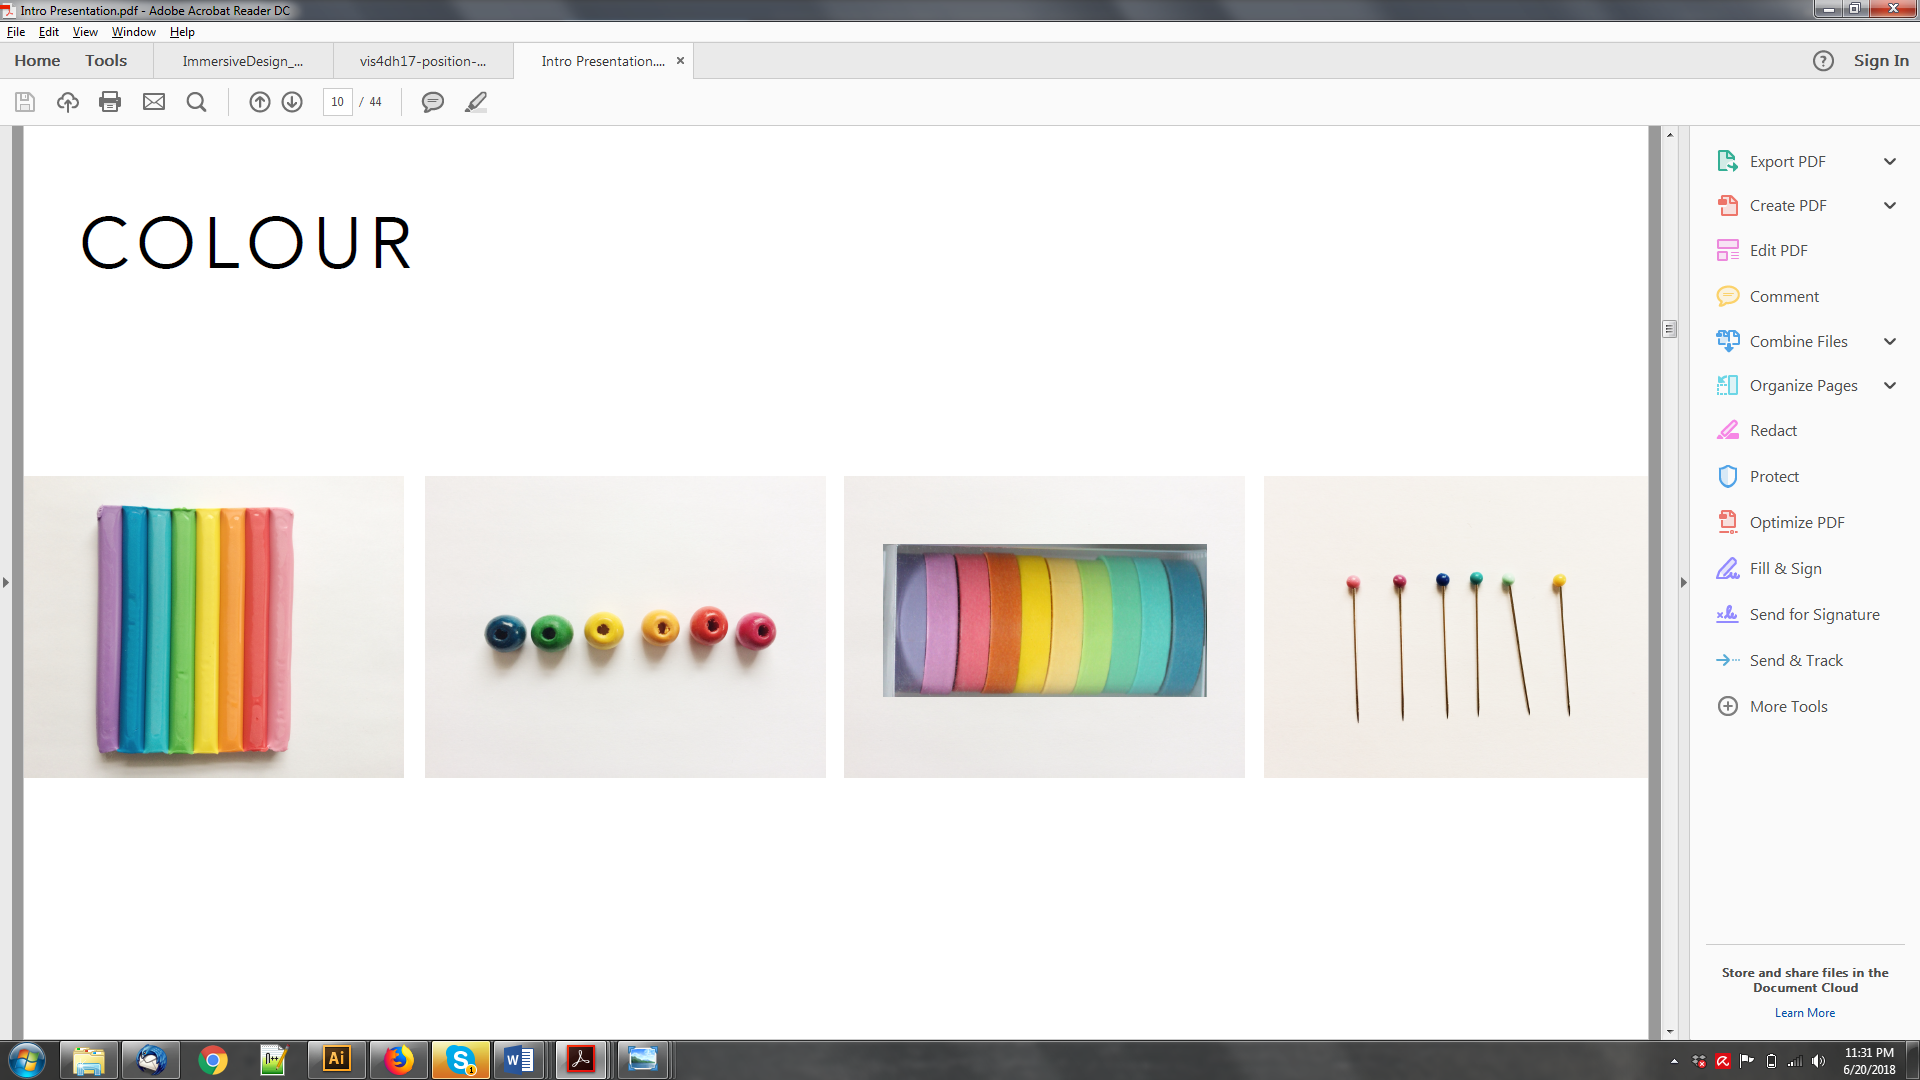 Intro Presentation.pdf - Adobe Acrobat Reader DC
File Edit View Window Help
Home Tools ImmersiveDesign_... vis4dh17-position-... Intro Presentation.... Sign In
10 / 44
COLOUR
Export PDF
Create PDF
Edit PDF
Comment
Combine Files
Organize Pages
Redact
Protect
Optimize PDF
Fill & Sign
Send for Signature
Send & Track
More Tools
Store and share files in the
Document Cloud
Learn More
Ai
S
1
W
11:31 PM
6/20/2018